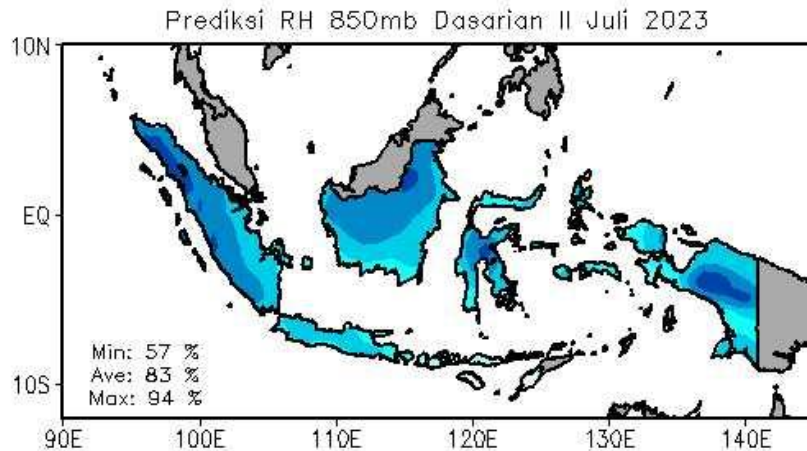 Prediksi RH 850mb Dasarian II Juli 2023
10N
EQ
10S
Min: 57 %
Ave: 83 %
Max: 94 %
90E 100E 110E 120E 130E 140E